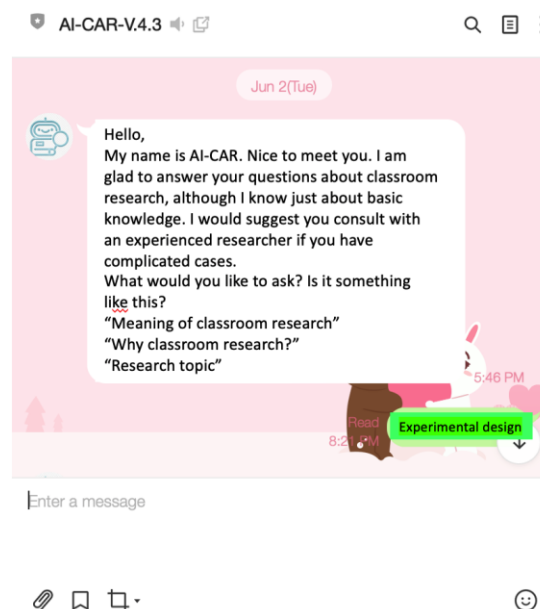 AI-CAR-V.4.3
Jun 2(Tue)
Hello,
My name is AI-CAR. Nice to meet you. I am
glad to answer your questions about classroom
research, although I know just about basic
knowledge. I would suggest you consult with
an experienced researcher if you have
complicated cases.
What would you like to ask? Is it something
like this?
“Meaning of classroom research”
“Why classroom research?”
“Research topic”
5:46 PM
Read
8:21 PM
Experimental design
Enter a message